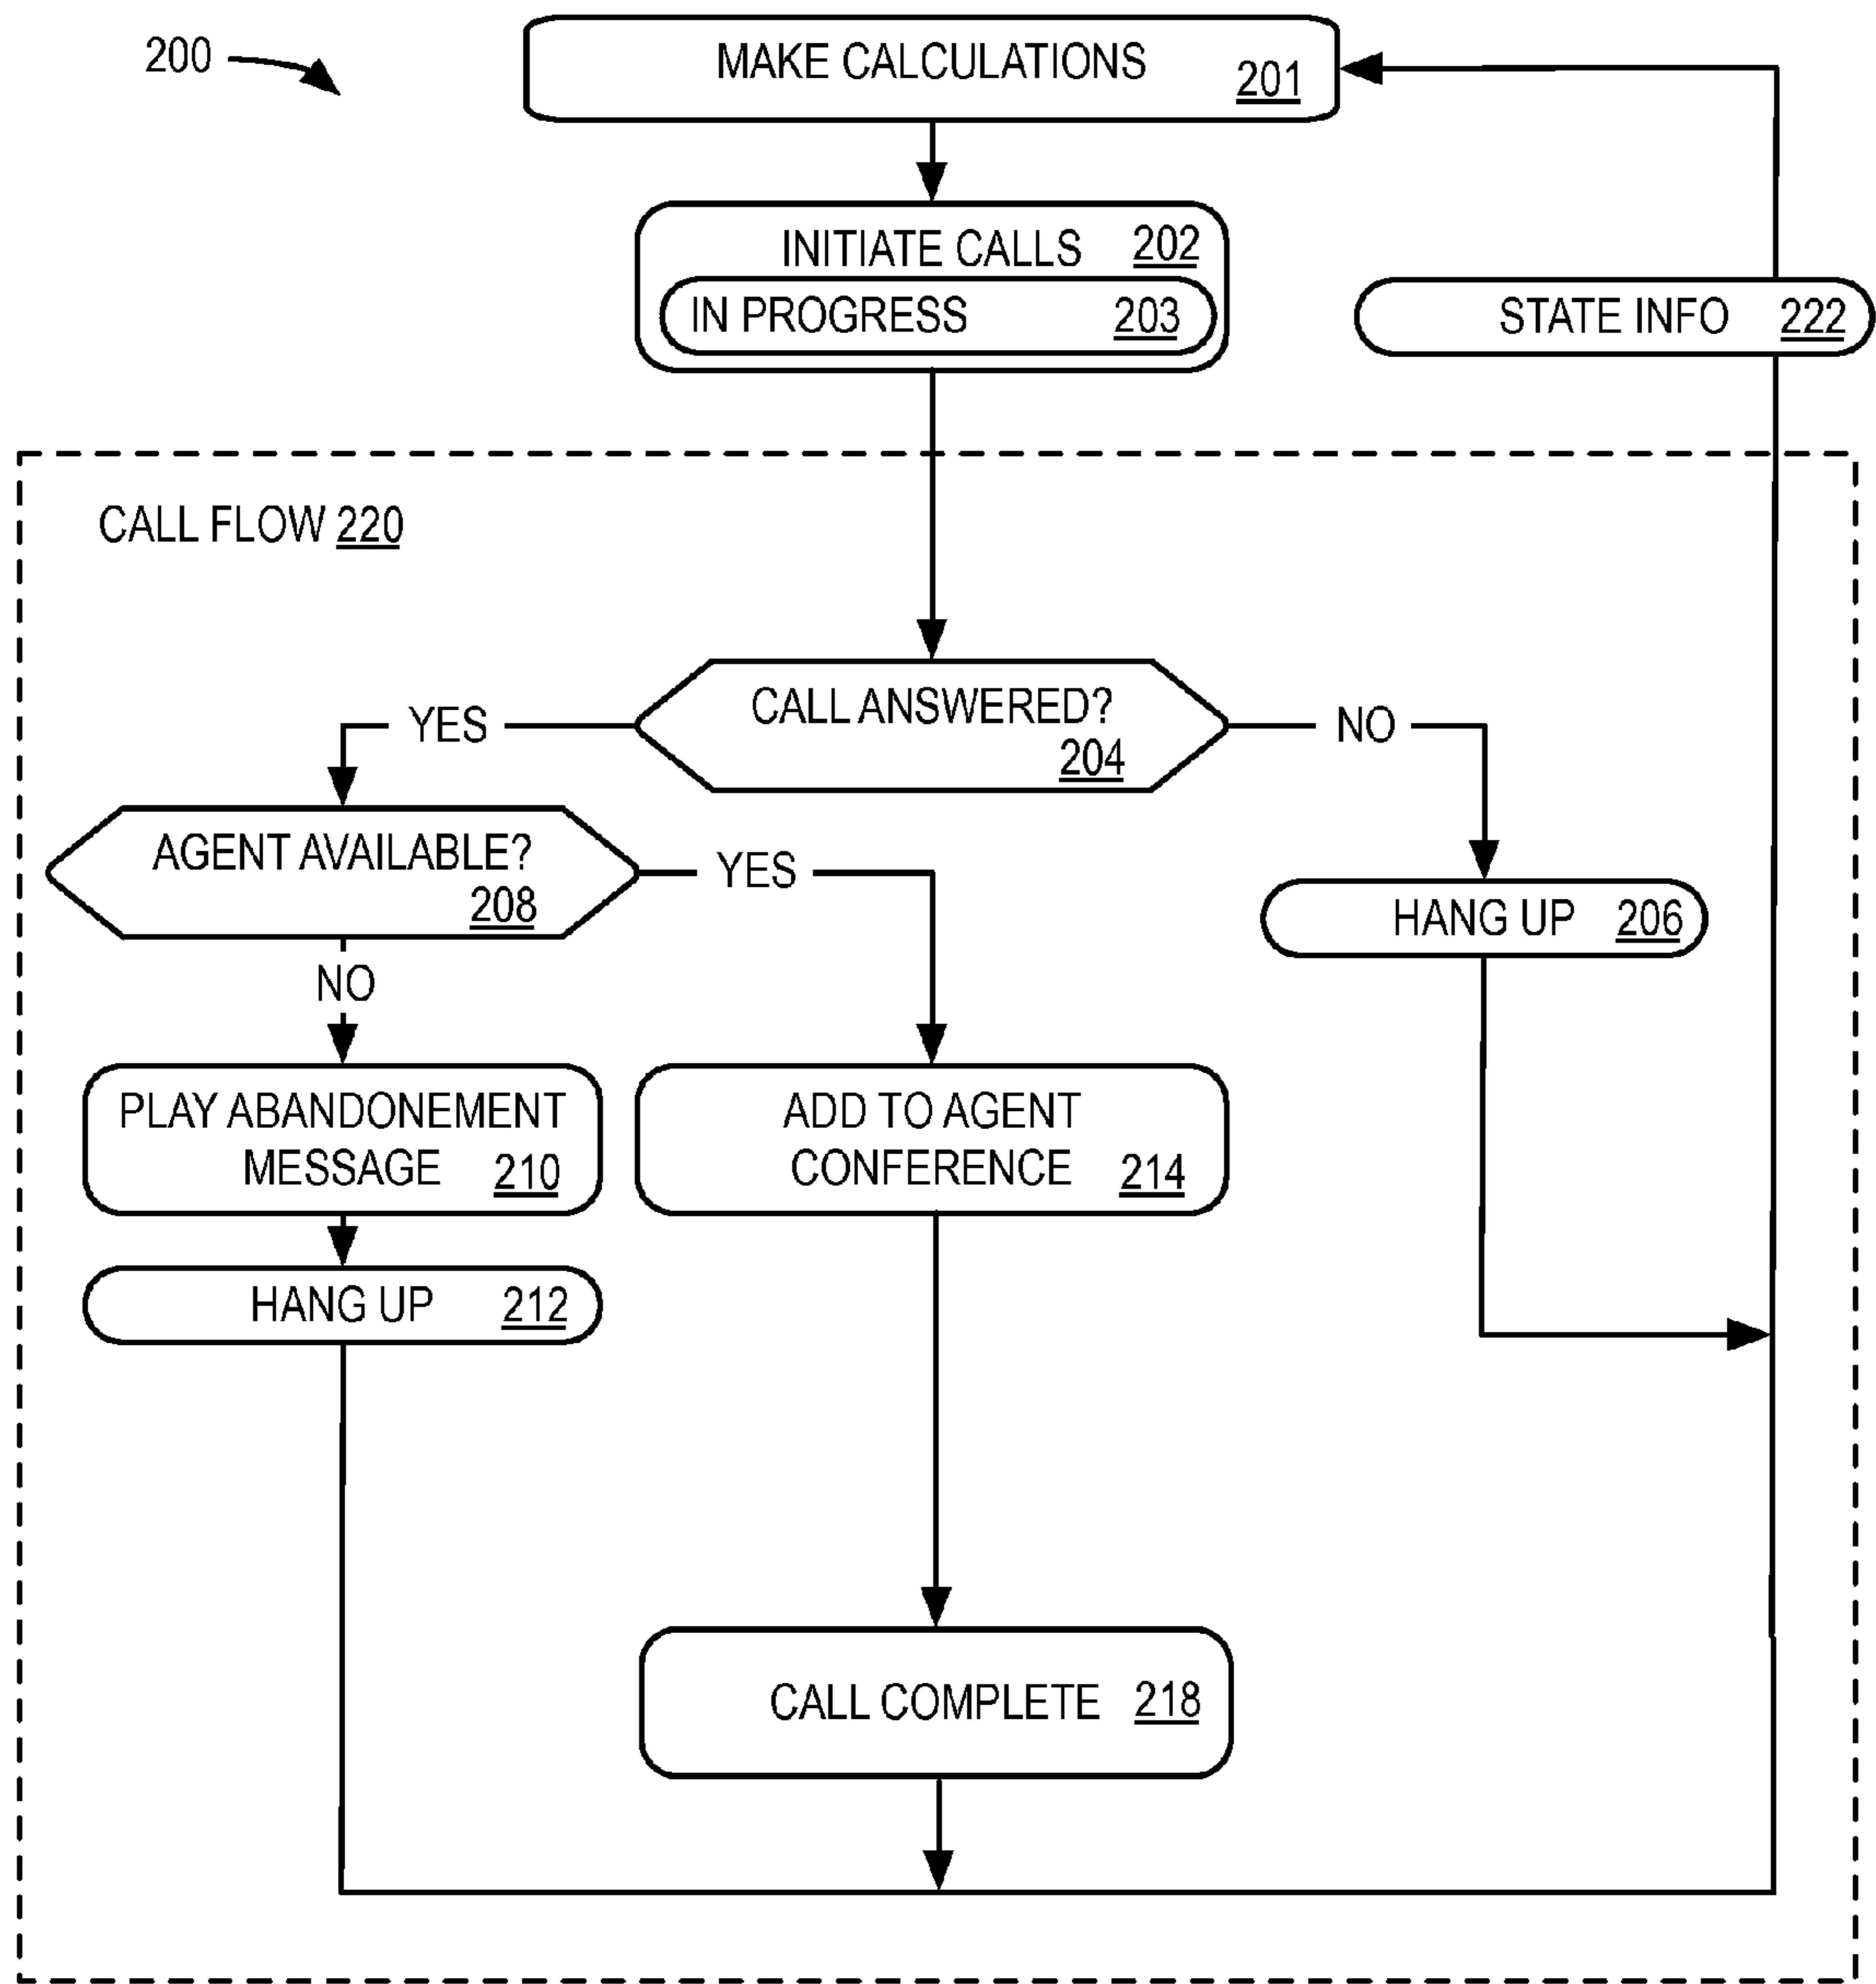 200
MAKE CALCULATIONS
201
INITIATE CALLS 202
IN PROGRESS 203
STATE INFO 222
CALL FLOW 220
CALL ANSWERED?
204
YES
NO
AGENT AVAILABLE?
208
YES
HANG UP 206
NO
PLAY ABANDONEMENT
MESSAGE 210
ADD TO AGENT
CONFERENCE 214
HANG UP 212
CALL COMPLETE 218